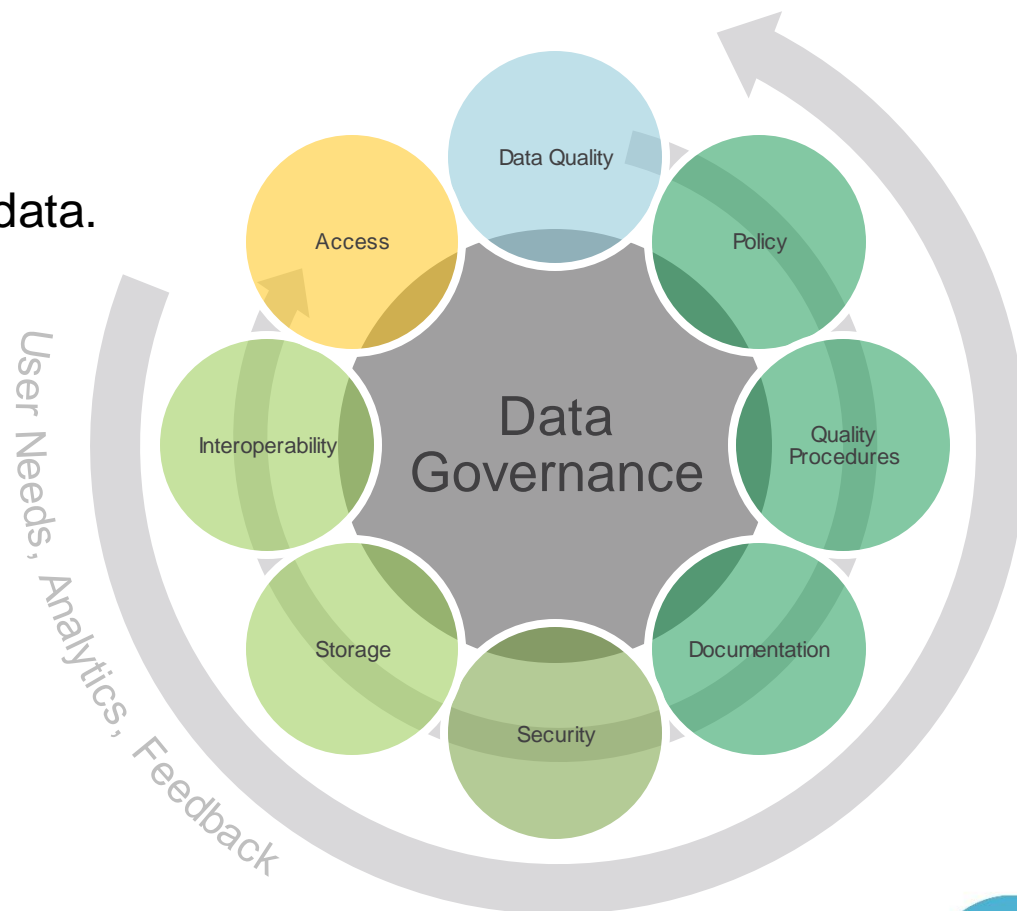 data.
Data Quality
Access
Policy
Data
Governance
Interoperability
Quality
Procedures
Storage
Documentation
Security
User Needs, Analytics, Feedback